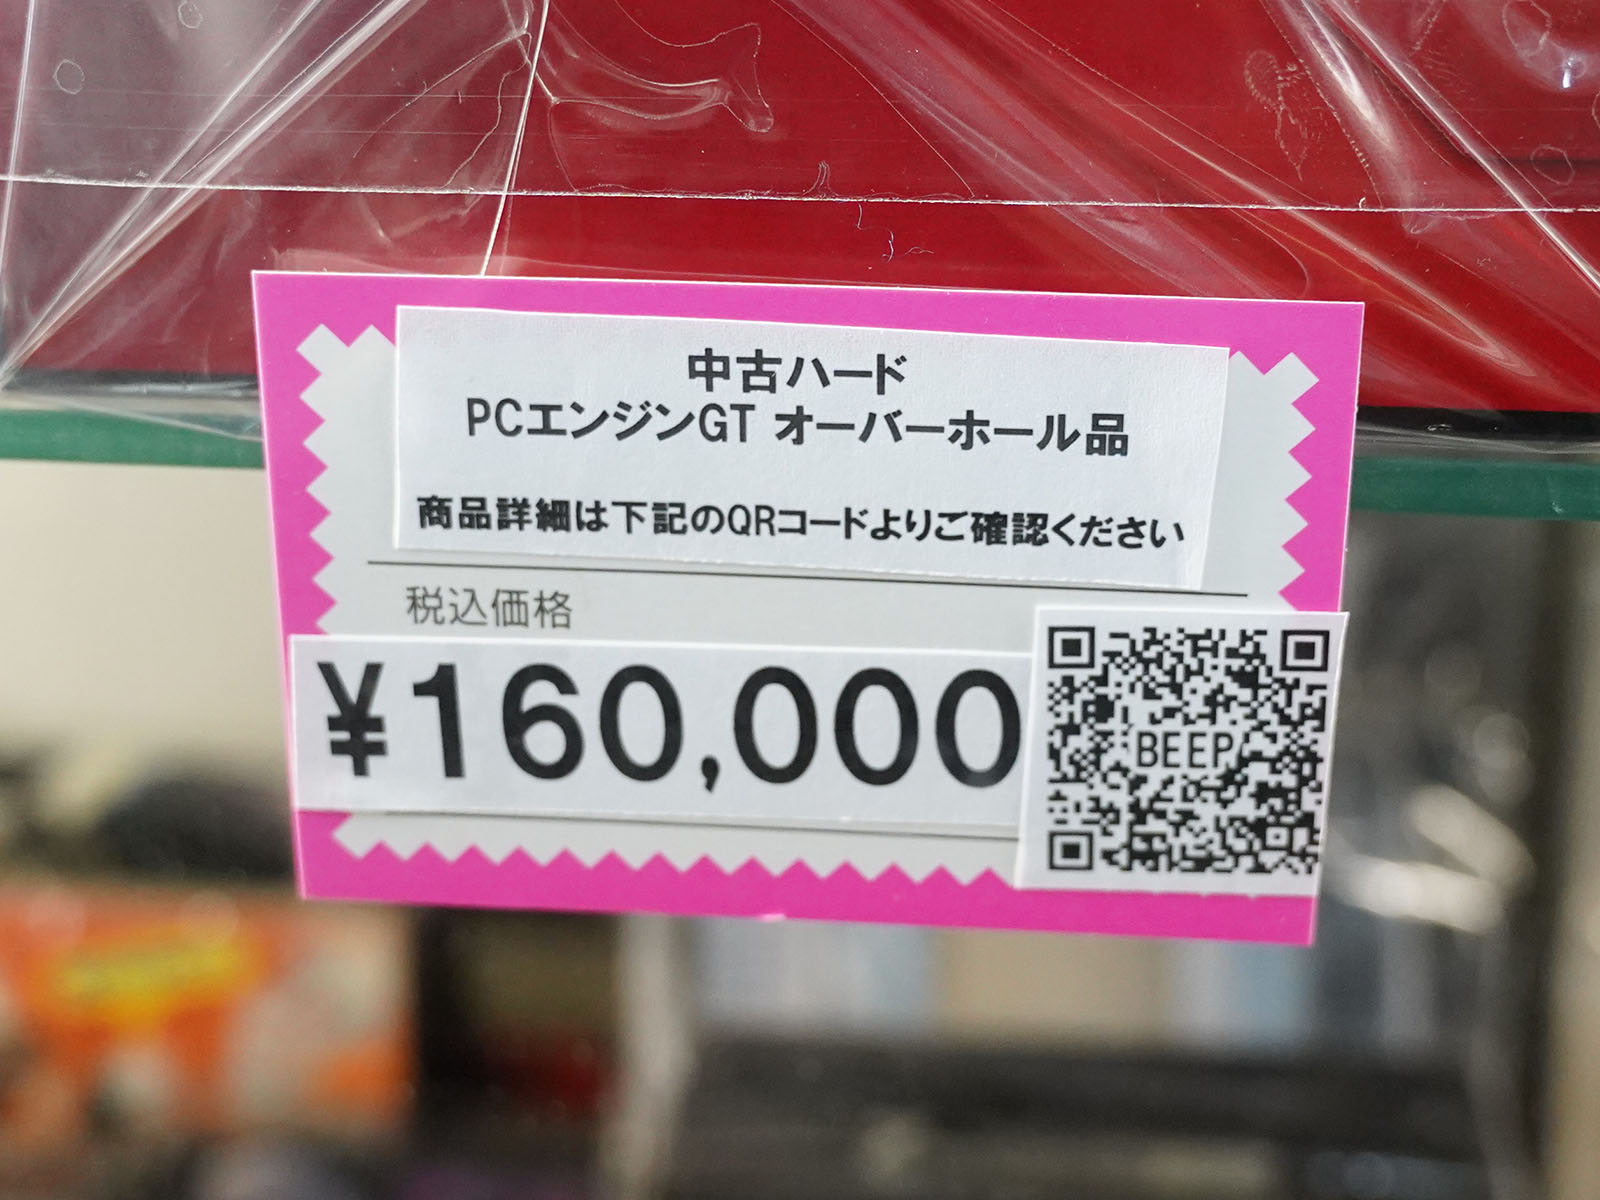 中古ハード
PCエンジンGT オーバーホール品
商品詳細は下記のQRコードよりご確認ください
税込価格
¥160,000
BEEP